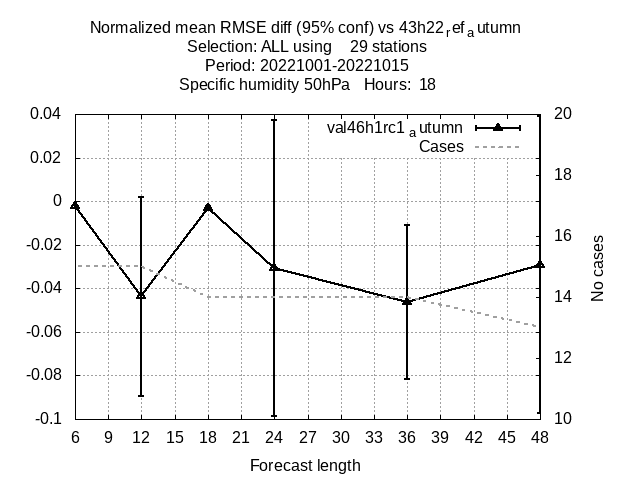 Normalized mean RMSE diff (95% conf) vs 43h22refautumn
Selection: ALL using 29 stations
Period: 20221001-20221015
Specific humidity 50hPa Hours: 18
val46h1rc1autumn
Cases
0.04
0.02
0
-0.02
-0.04
-0.06
-0.08
-0.1
20
18
16
14
12
10
No cases
6 9 12 15 18 21 24 27 30 33 36 39 42 45 48
Forecast length